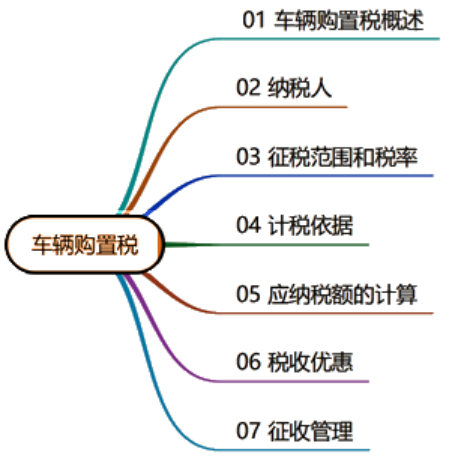 01 车辆购置税概述
02 纳税人
03 征税范围和税率
车辆购置税
04 计税依据
05 应纳税额的计算
06 税收优惠
07 征收管理